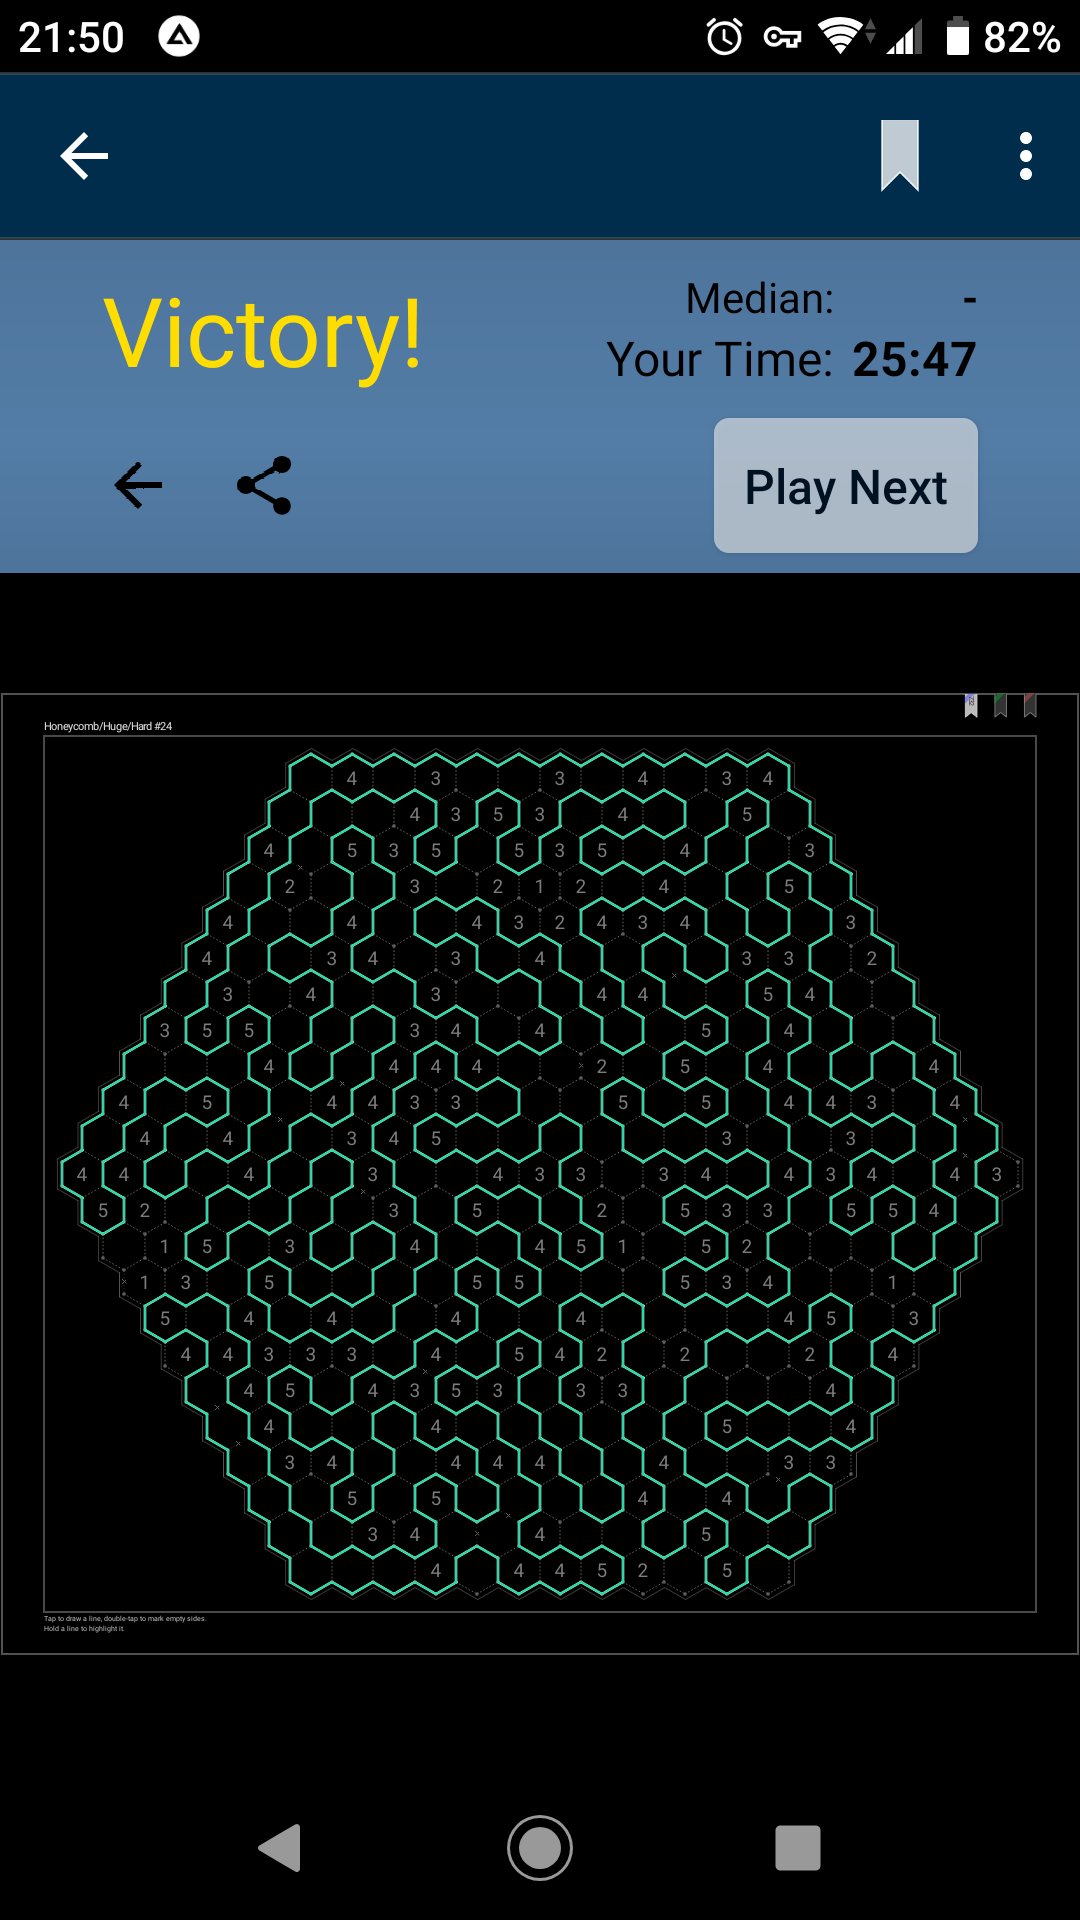 21:50
82%
Victory!
Median: -
Your Time: 25:47
Play Next
Honeycomb/Huge/Hard #24
4 3 3 4 3 4
4 3 5 3 4 5
4 5 3 5 5 3 5 4 3
2 3 2 1 2 4 5
4 4 4 3 2 4 3 4 3
4 3 4 3 4 3 3 2
3 4 3 4 4 5 4
3 5 5 3 4 4 5 4
4 4 4 4 2 5 4 4
4 5 4 4 3 3 5 5 4 4 3 4
4 4 3 4 5 3 3
4 4 4 3 4 3 3 3 4 4 3 4 4 3
5 2 3 5 2 5 3 3 5 5 4
1 5 3 4 4 5 1 5 2
1 3 5 5 5 5 3 4 1
5 4 4 4 4 4 5 3
4 4 3 3 3 4 5 4 2 2 2 4
4 5 4 3 5 3 3 3 4
4 4 5 4
3 4 4 4 4 4 3 3
5 5 4 4
3 4 4 5
4 4 4 5 2 5
Tap to draw a line, double-tap to mark empty sides.
Hold a line to highlight it.